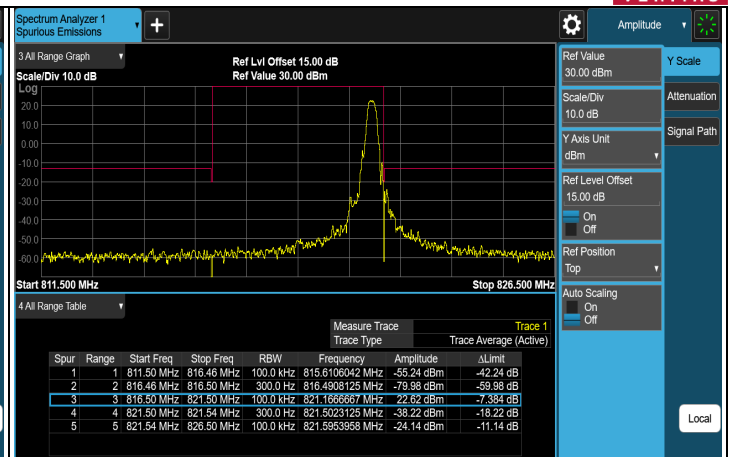 Spectrum Analyzer 1
Spurious Emissions
Amplitude
3 All Range Graph
Ref Lvl Offset 15.00 dB
Scale/Div 10.0 dB
Ref Value 30.00 dBm
Log
20.0
10.0
0.00
-10.0
-20.0
-30.0
-40.0
-50.0
-60.0
Start 811.500 MHz
Stop 826.500 MHz
4 All Range Table
Measure Trace Trace 1
Trace Type Trace Average (Active)
Spur Range Start Freq Stop Freq RBW Frequency Amplitude ΔLimit
1 1 811.50 MHz 816.46 MHz 100.0 kHz 815.6106042 MHz -55.24 dBm -42.24 dB
2 2 816.46 MHz 816.50 MHz 300.0 Hz 816.4908125 MHz -79.98 dBm -59.98 dB
3 3 816.50 MHz 821.50 MHz 100.0 kHz 821.1666667 MHz 22.62 dBm -7.384 dB
4 4 821.50 MHz 821.54 MHz 300.0 Hz 821.5023125 MHz -38.22 dBm -18.22 dB
5 5 821.54 MHz 826.50 MHz 100.0 kHz 821.5953958 MHz -24.14 dBm -11.14 dB
Ref Value
30.00 dBm
Scale/Div
10.0 dB
Y Axis Unit
dBm
Ref Level Offset
15.00 dB
On
Off
Ref Position
Top
Auto Scaling
On
Off
Y Scale
Attenuation
Signal Path
Local